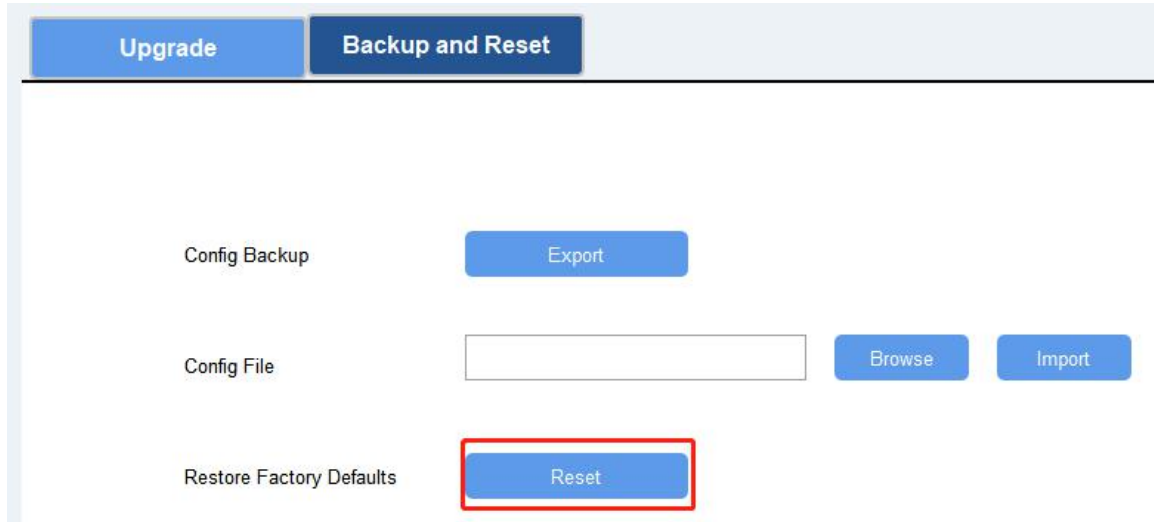 Upgrade Backup and Reset
Config Backup Export
Config File Browse Import
Restore Factory Defaults Reset